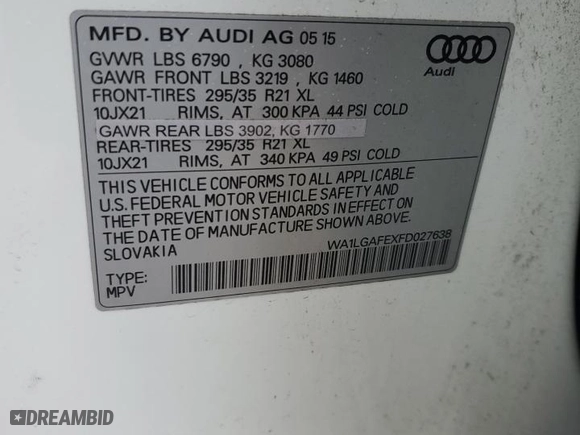 MFD. BY AUDI AG 05 15
GVWR LBS 6790 , KG 3080
GAWR FRONT LBS 3219 , KG 1460
FRONT-TIRES 295/35 R21 XL
10JX21 RIMS, AT 300 KPA 44 PSI COLD
GAWR REAR LBS 3902, KG 1770
REAR-TIRES 295/35 R21 XL
10JX21 RIMS, AT 340 KPA 49 PSI COLD
THIS VEHICLE CONFORMS TO ALL APPLICABLE
U.S. FEDERAL MOTOR VEHICLE SAFETY AND
THEFT PREVENTION STANDARDS IN EFFECT ON
THE DATE OF MANUFACTURE SHOWN ABOVE.
SLOVAKIA
WA1LGAFEXFD027638
TYPE:
MPV
Audi
DREAMBID